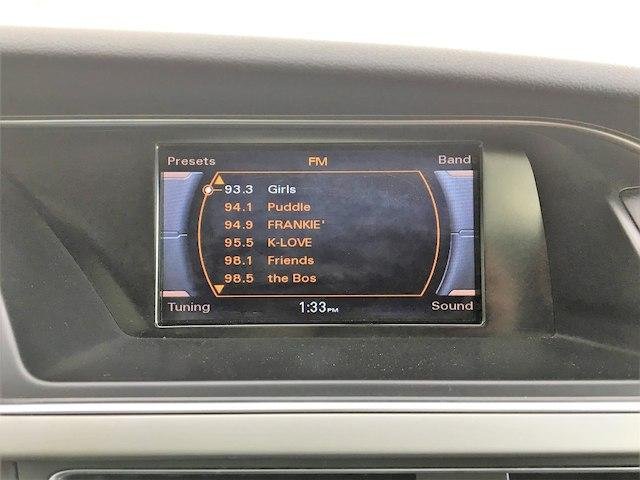 Presets FM Band
93.3 Girls
94.1 Puddle
94.9 FRANKIE'
95.5 K-LOVE
98.1 Friends
98.5 the Bos
Tuning 1:33PM Sound